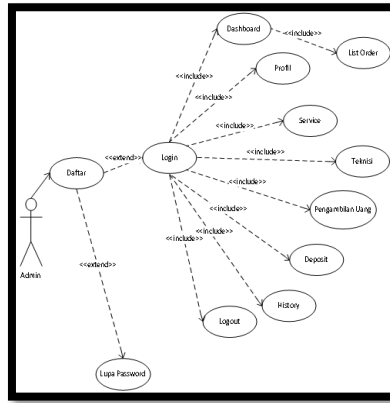 Dashboard
<<include>>
List Order
<<include>>
Profil
<<include>>
Service
<<include>>
Login
<<extend>>
<<include>>
Teknisi
Daftar
<<include>>
Pengambilan Uang
<<include>>
<<include>>
<<include>>
Deposit
Admin
<<extend>>
History
Logout
Lupa Password